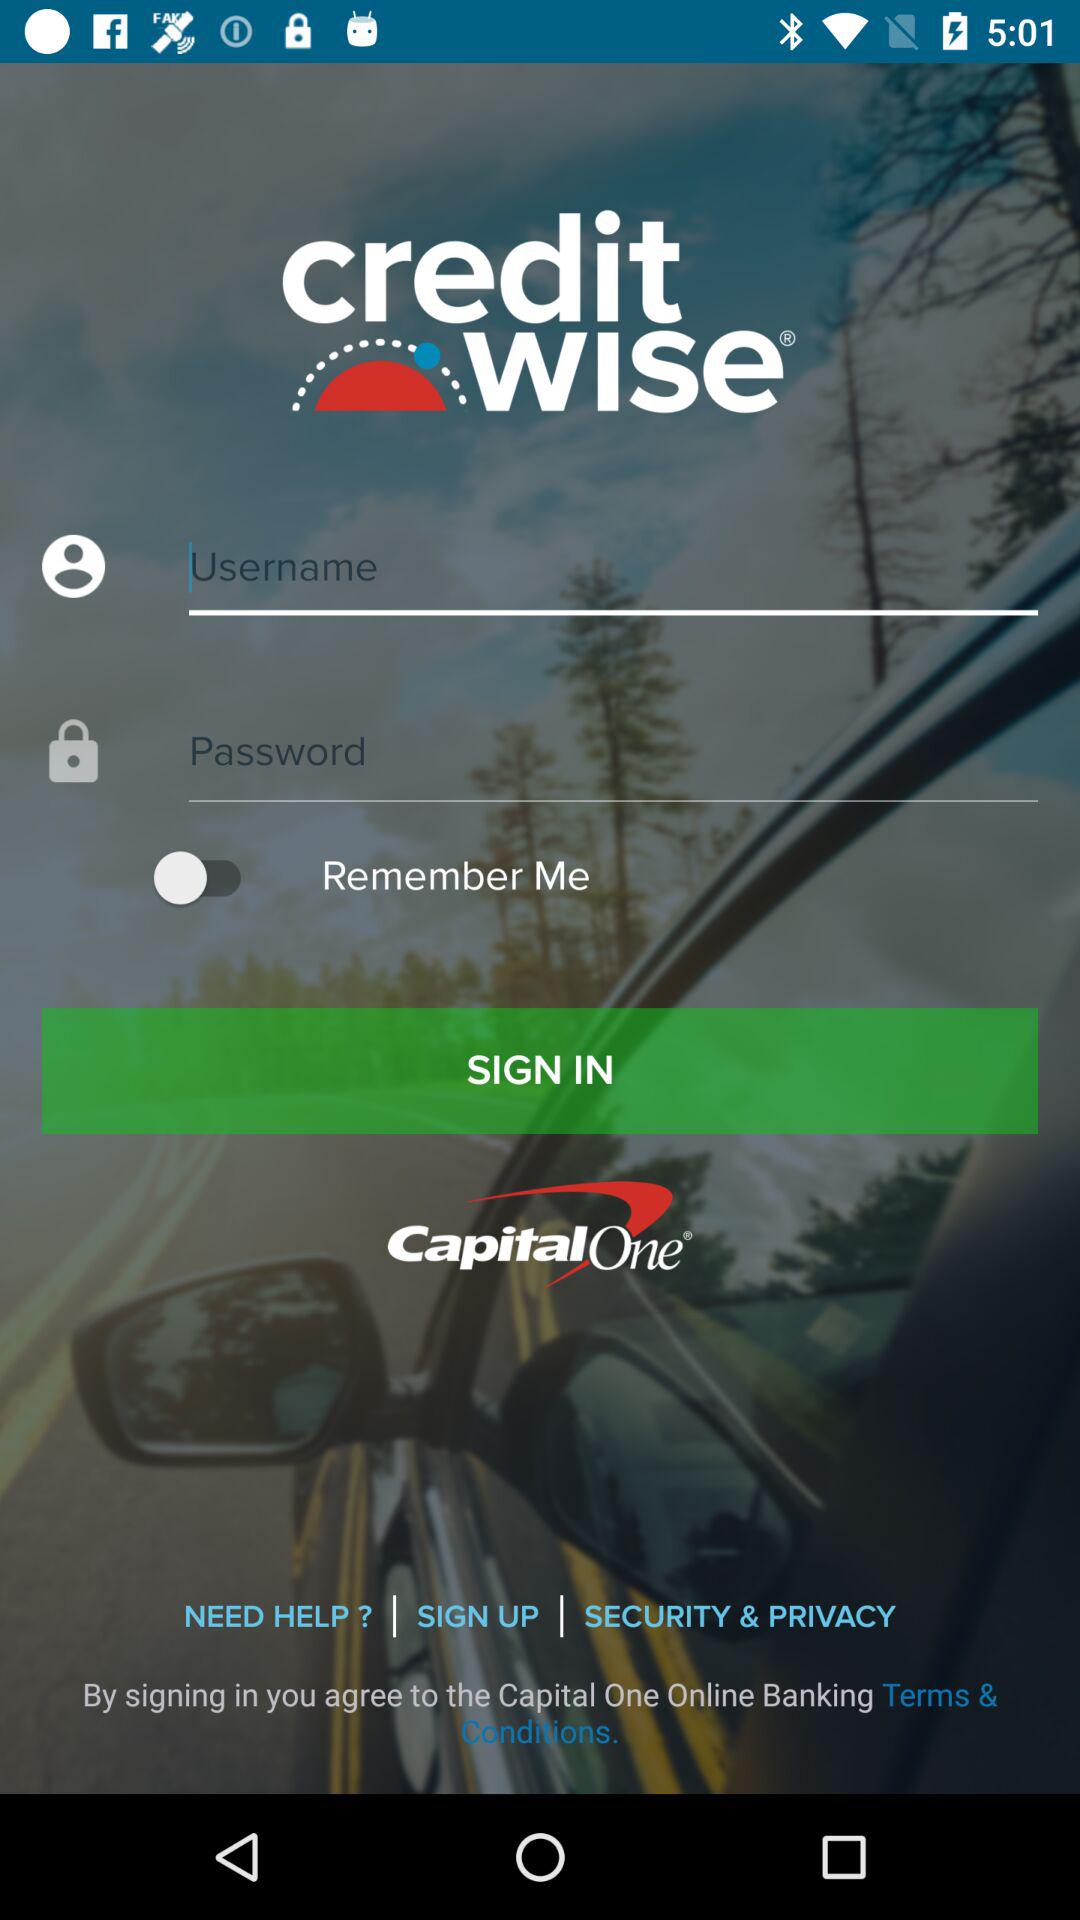 FAKE
5:01
credit
wise®
Username
Password
Remember Me
SIGN IN
CapitalOne®
NEED HELP ? | SIGN UP | SECURITY & PRIVACY
By signing in you agree to the Capital One Online Banking Terms &
Conditions.